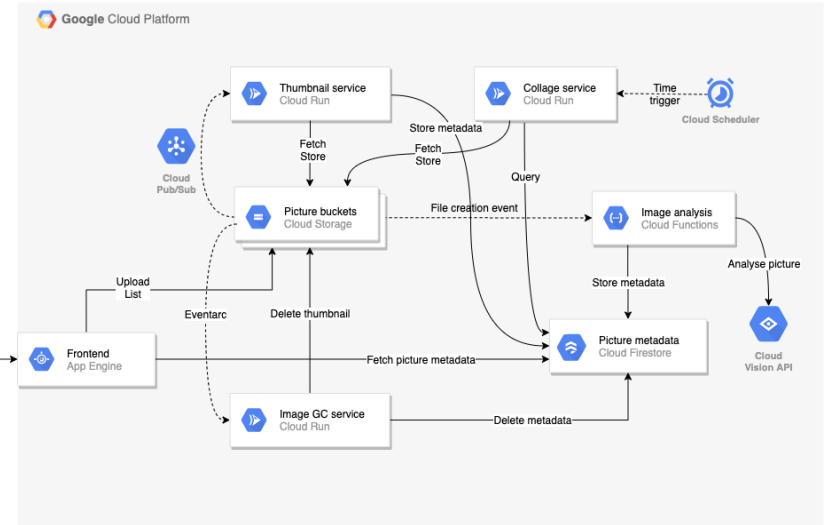 Google Cloud Platform
Thumbnail service
Cloud Run
Collage service
Cloud Run
Time
trigger
Cloud Scheduler
Store metadata
Fetch
Store
Fetch
Store
Cloud
Pub/Sub
Query
Picture buckets
Cloud Storage
File creation event
Image analysis
Cloud Functions
Analyse picture
Upload
List
Store metadata
Eventarc
Delete thumbnail
Frontend
App Engine
Fetch picture metadata
Picture metadata
Cloud Firestore
Cloud
Vision API
Image GC service
Cloud Run
Delete metadata